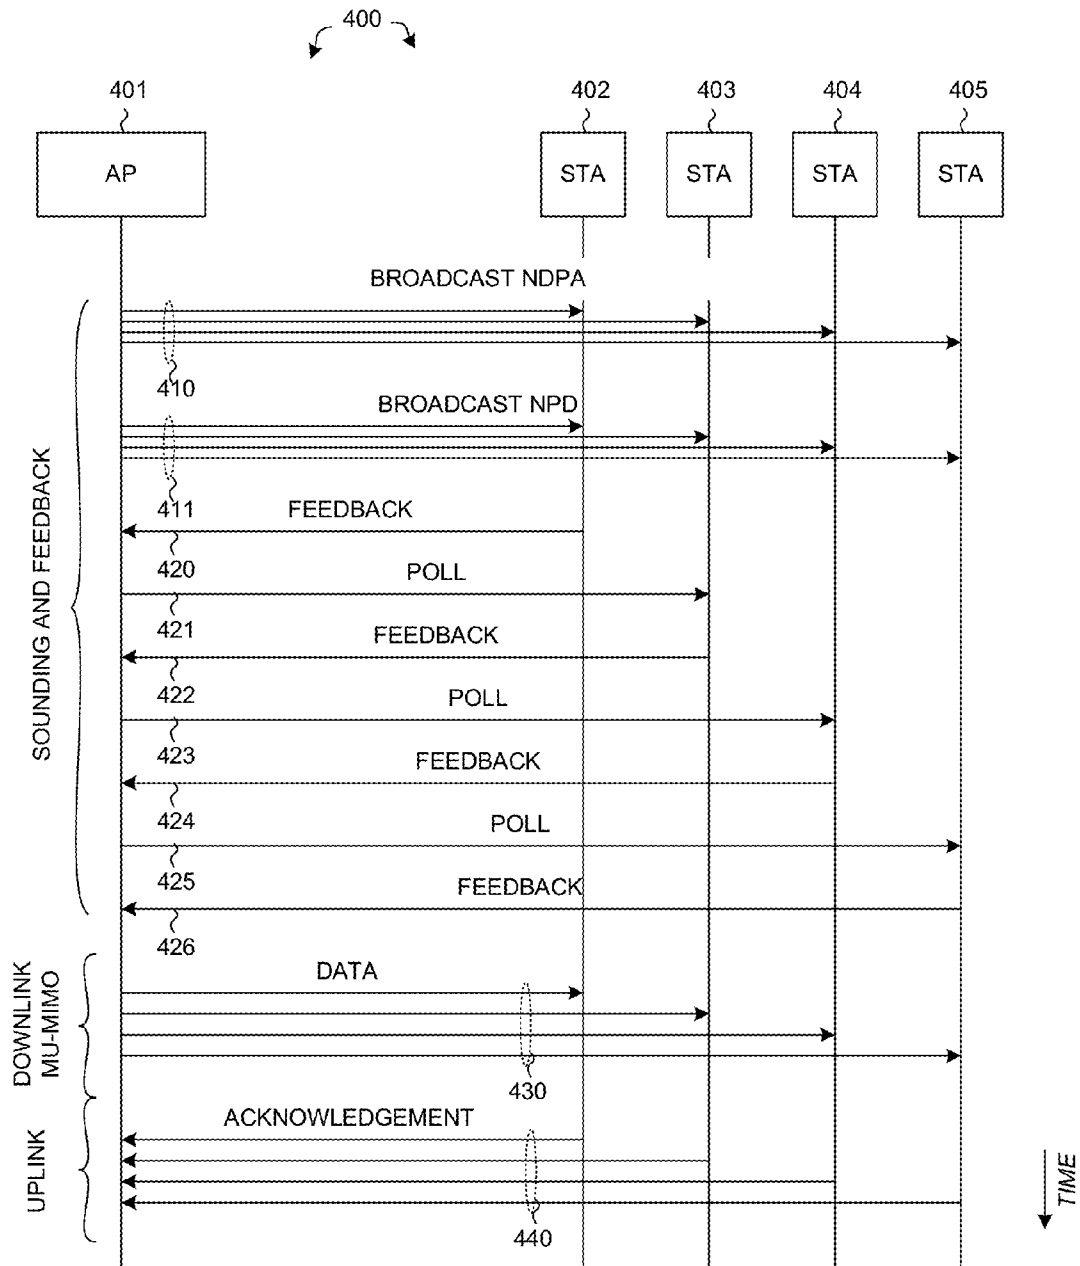 400
401
402
403
404
405
AP
STA
STA
STA
STA
BROADCAST NDPA
410
BROADCAST NPD
411
FEEDBACK
420
POLL
421
FEEDBACK
422
POLL
423
FEEDBACK
424
POLL
425
FEEDBACK
426
SOUNDING AND FEEDBACK
DATA
430
DOWNLINK
MU-MIMO
ACKNOWLEDGEMENT
440
UPLINK
TIME